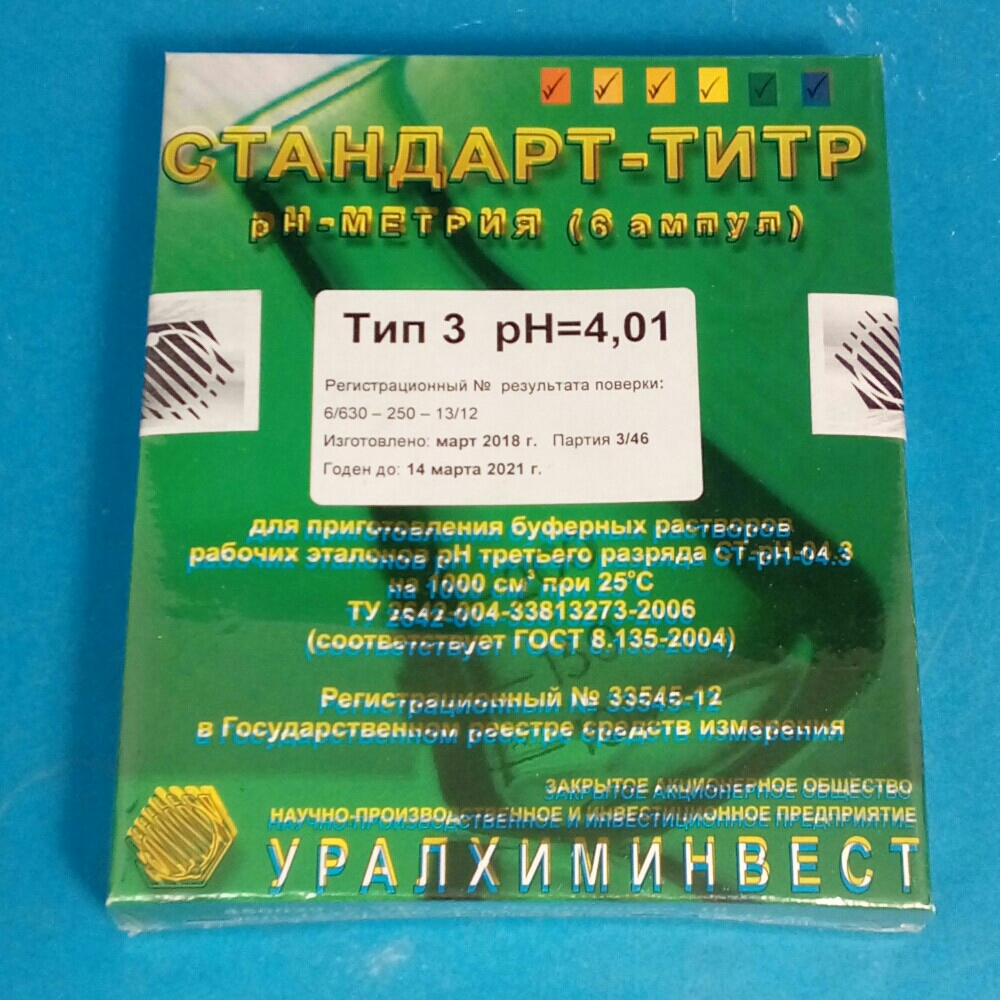 СТАНДАРТ-ТИТР
рН-МЕТРИЯ (6 ампул)
Тип 3 pH=4,01
Регистрационный № результата поверки:
6/630 – 250 – 13/12
Изготовлено: март 2018 г. Партия 3/46
Годен до: 14 марта 2021 г.
для приготовления буферных растворов
рабочих эталонов рН третьего разряда СТ-рН-04.3
на 1000 см³ при 25°С
ТУ 2642-004-33813273-2006
(соответствует ГОСТ 8.135-2004)
Регистрационный № 33545-12
в Государственном реестре средств измерения
ЗАКРЫТОЕ АКЦИОНЕРНОЕ ОБЩЕСТВО
НАУЧНО-ПРОИЗВОДСТВЕННОЕ И ИНВЕСТИЦИОННОЕ ПРЕДПРИЯТИЕ
УРАЛХИМИНВЕСТ